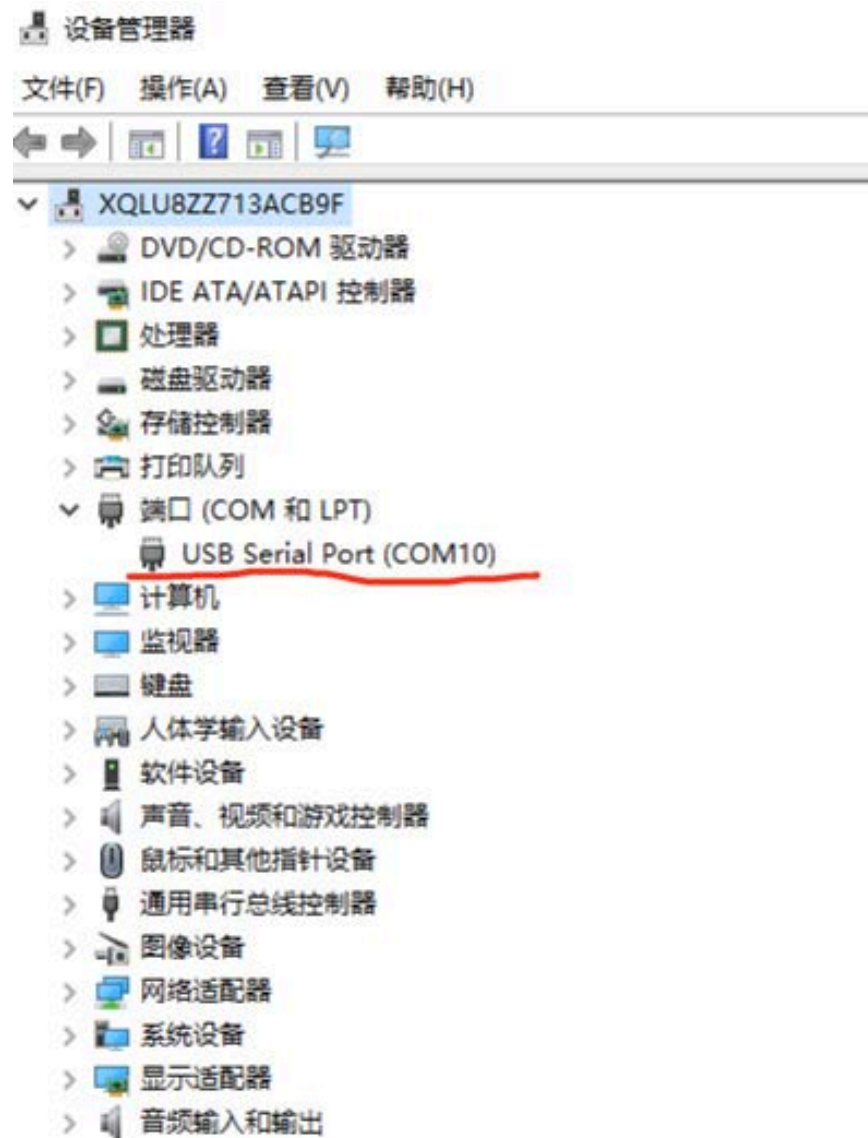 设备管理器
文件(F) 操作(A) 查看(V) 帮助(H)
XQLU8ZZ713ACB9F
DVD/CD-ROM 驱动器
IDE ATA/ATAPI 控制器
处理器
磁盘驱动器
存储控制器
打印队列
端口 (COM 和 LPT)
USB Serial Port (COM10)
计算机
监视器
键盘
人体学输入设备
软件设备
声音、视频和游戏控制器
鼠标和其他指针设备
通用串行总线控制器
图像设备
网络适配器
系统设备
显示适配器
音频输入和输出